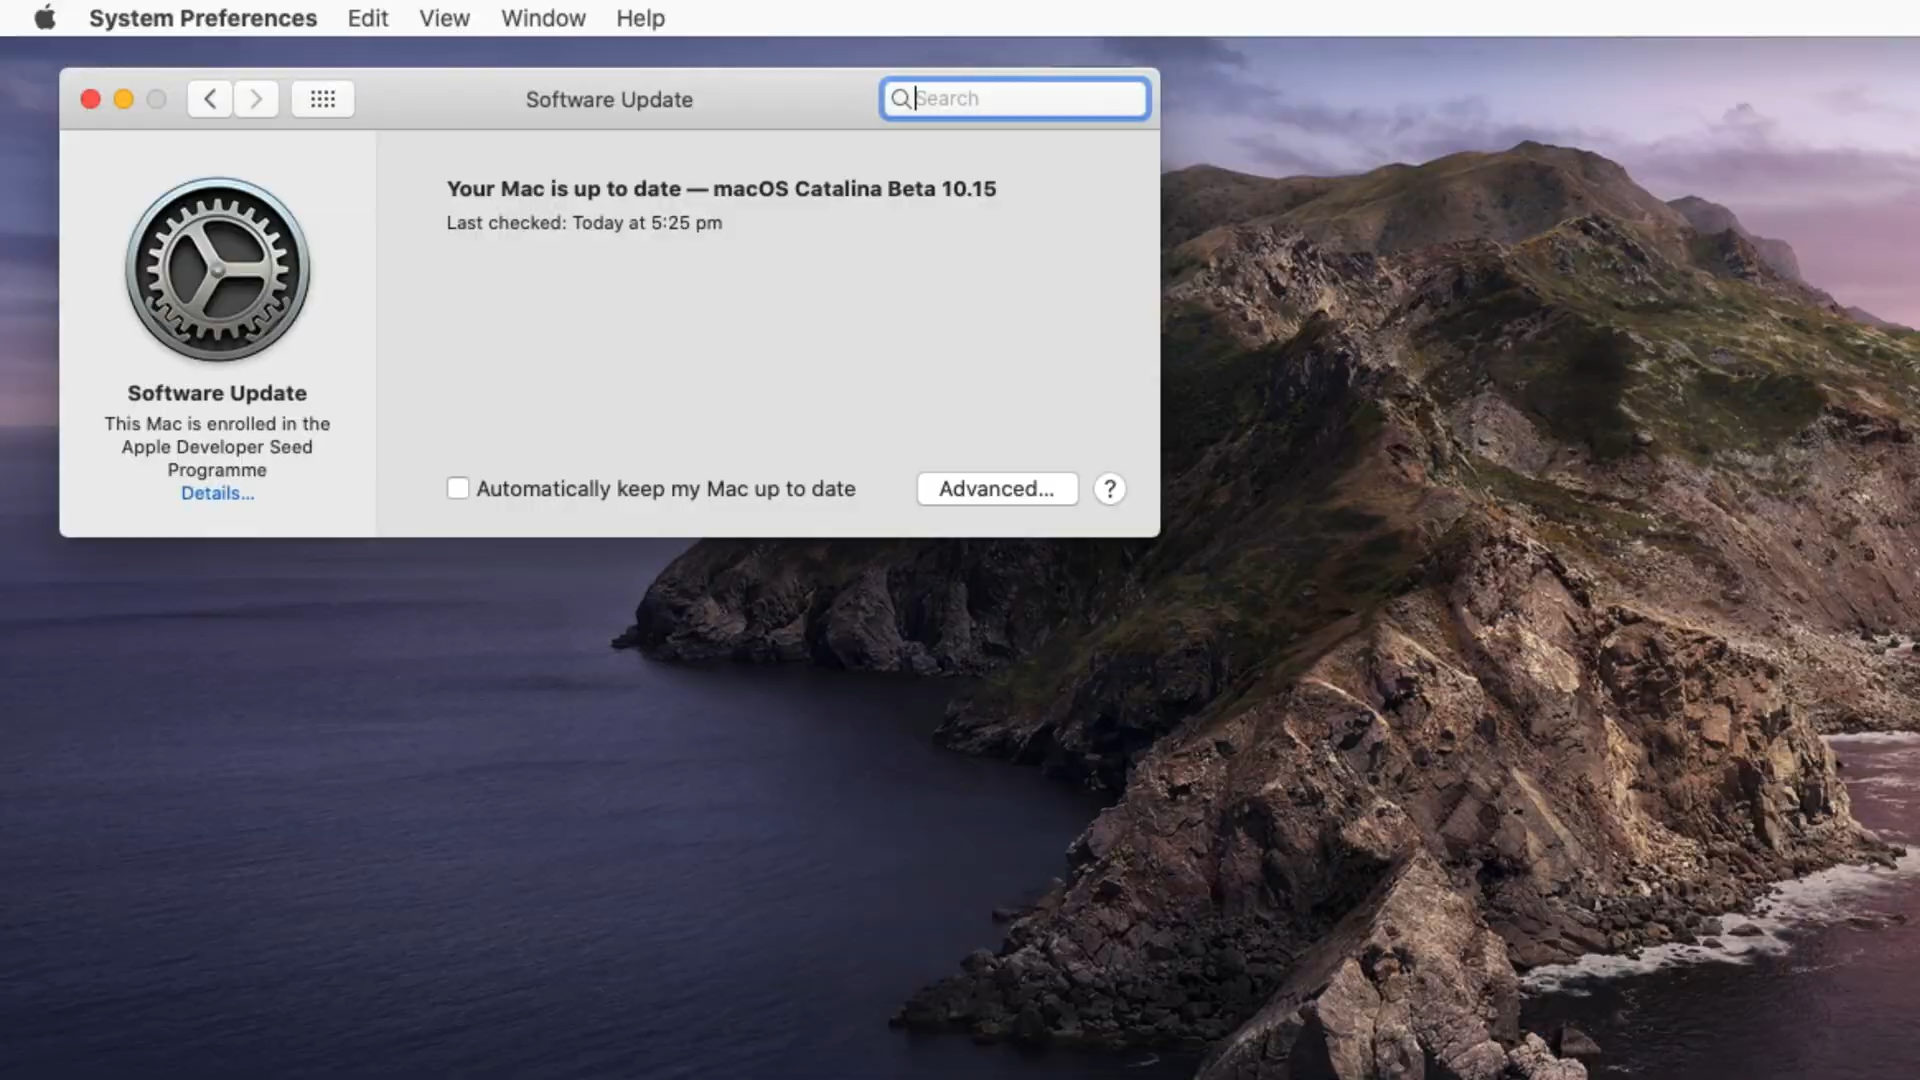 System Preferences Edit View Window Help
Software Update
Search
Your Mac is up to date — macOS Catalina Beta 10.15
Last checked: Today at 5:25 pm
Software Update
This Mac is enrolled in the
Apple Developer Seed
Programme
Details...
Automatically keep my Mac up to date
Advanced...
?